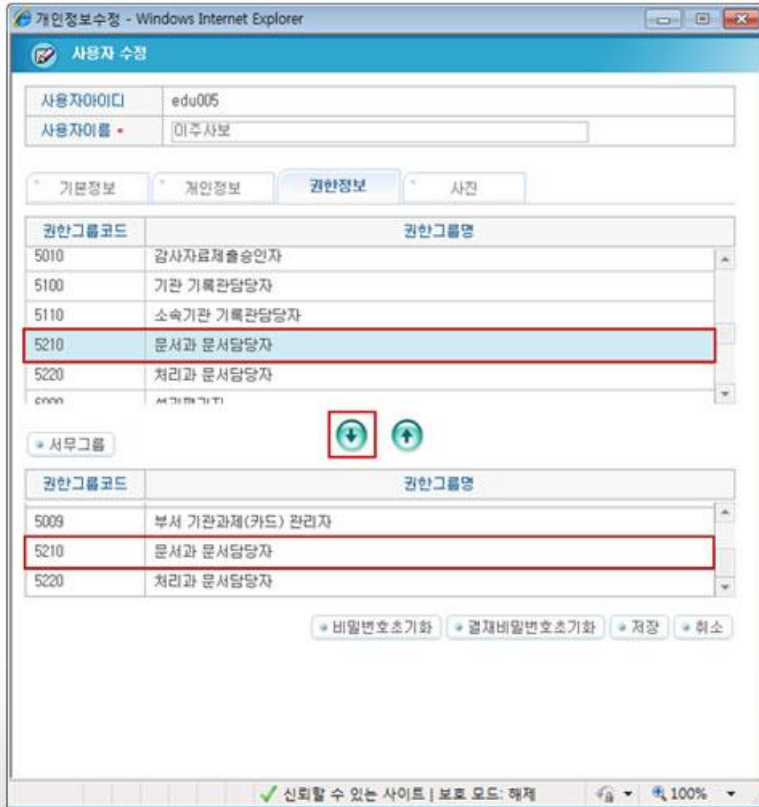 개인정보수정 - Windows Internet Explorer
사용자 수정
사용자아이디 edu005
사용자이름 • 이주사보
기본정보 개인정보 권한정보 사진
권한그룹코드 권한그룹명
5010 감사자료제출승인자
5100 기관 기록관담당자
5110 소속기관 기록관담당자
5210 문서과 문서담당자
5220 처리과 문서담당자
서무그룹
권한그룹코드 권한그룹명
5009 부서 기관과제(카드) 관리자
5210 문서과 문서담당자
5220 처리과 문서담당자
비밀번호초기화 결재비밀번호초기화 저장 취소
신뢰할 수 있는 사이트 | 보호 모드: 해제 100%